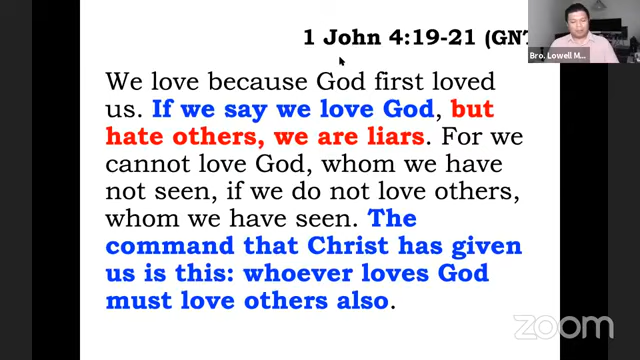 1 John 4:19-21 (GNT
Bro. Lowell M...
We love because God first loved
us. If we say we love God, but
hate others, we are liars. For we
cannot love God, whom we have
not seen, if we do not love others,
whom we have seen. The
command that Christ has given
us is this: whoever loves God
must love others also.
zoom